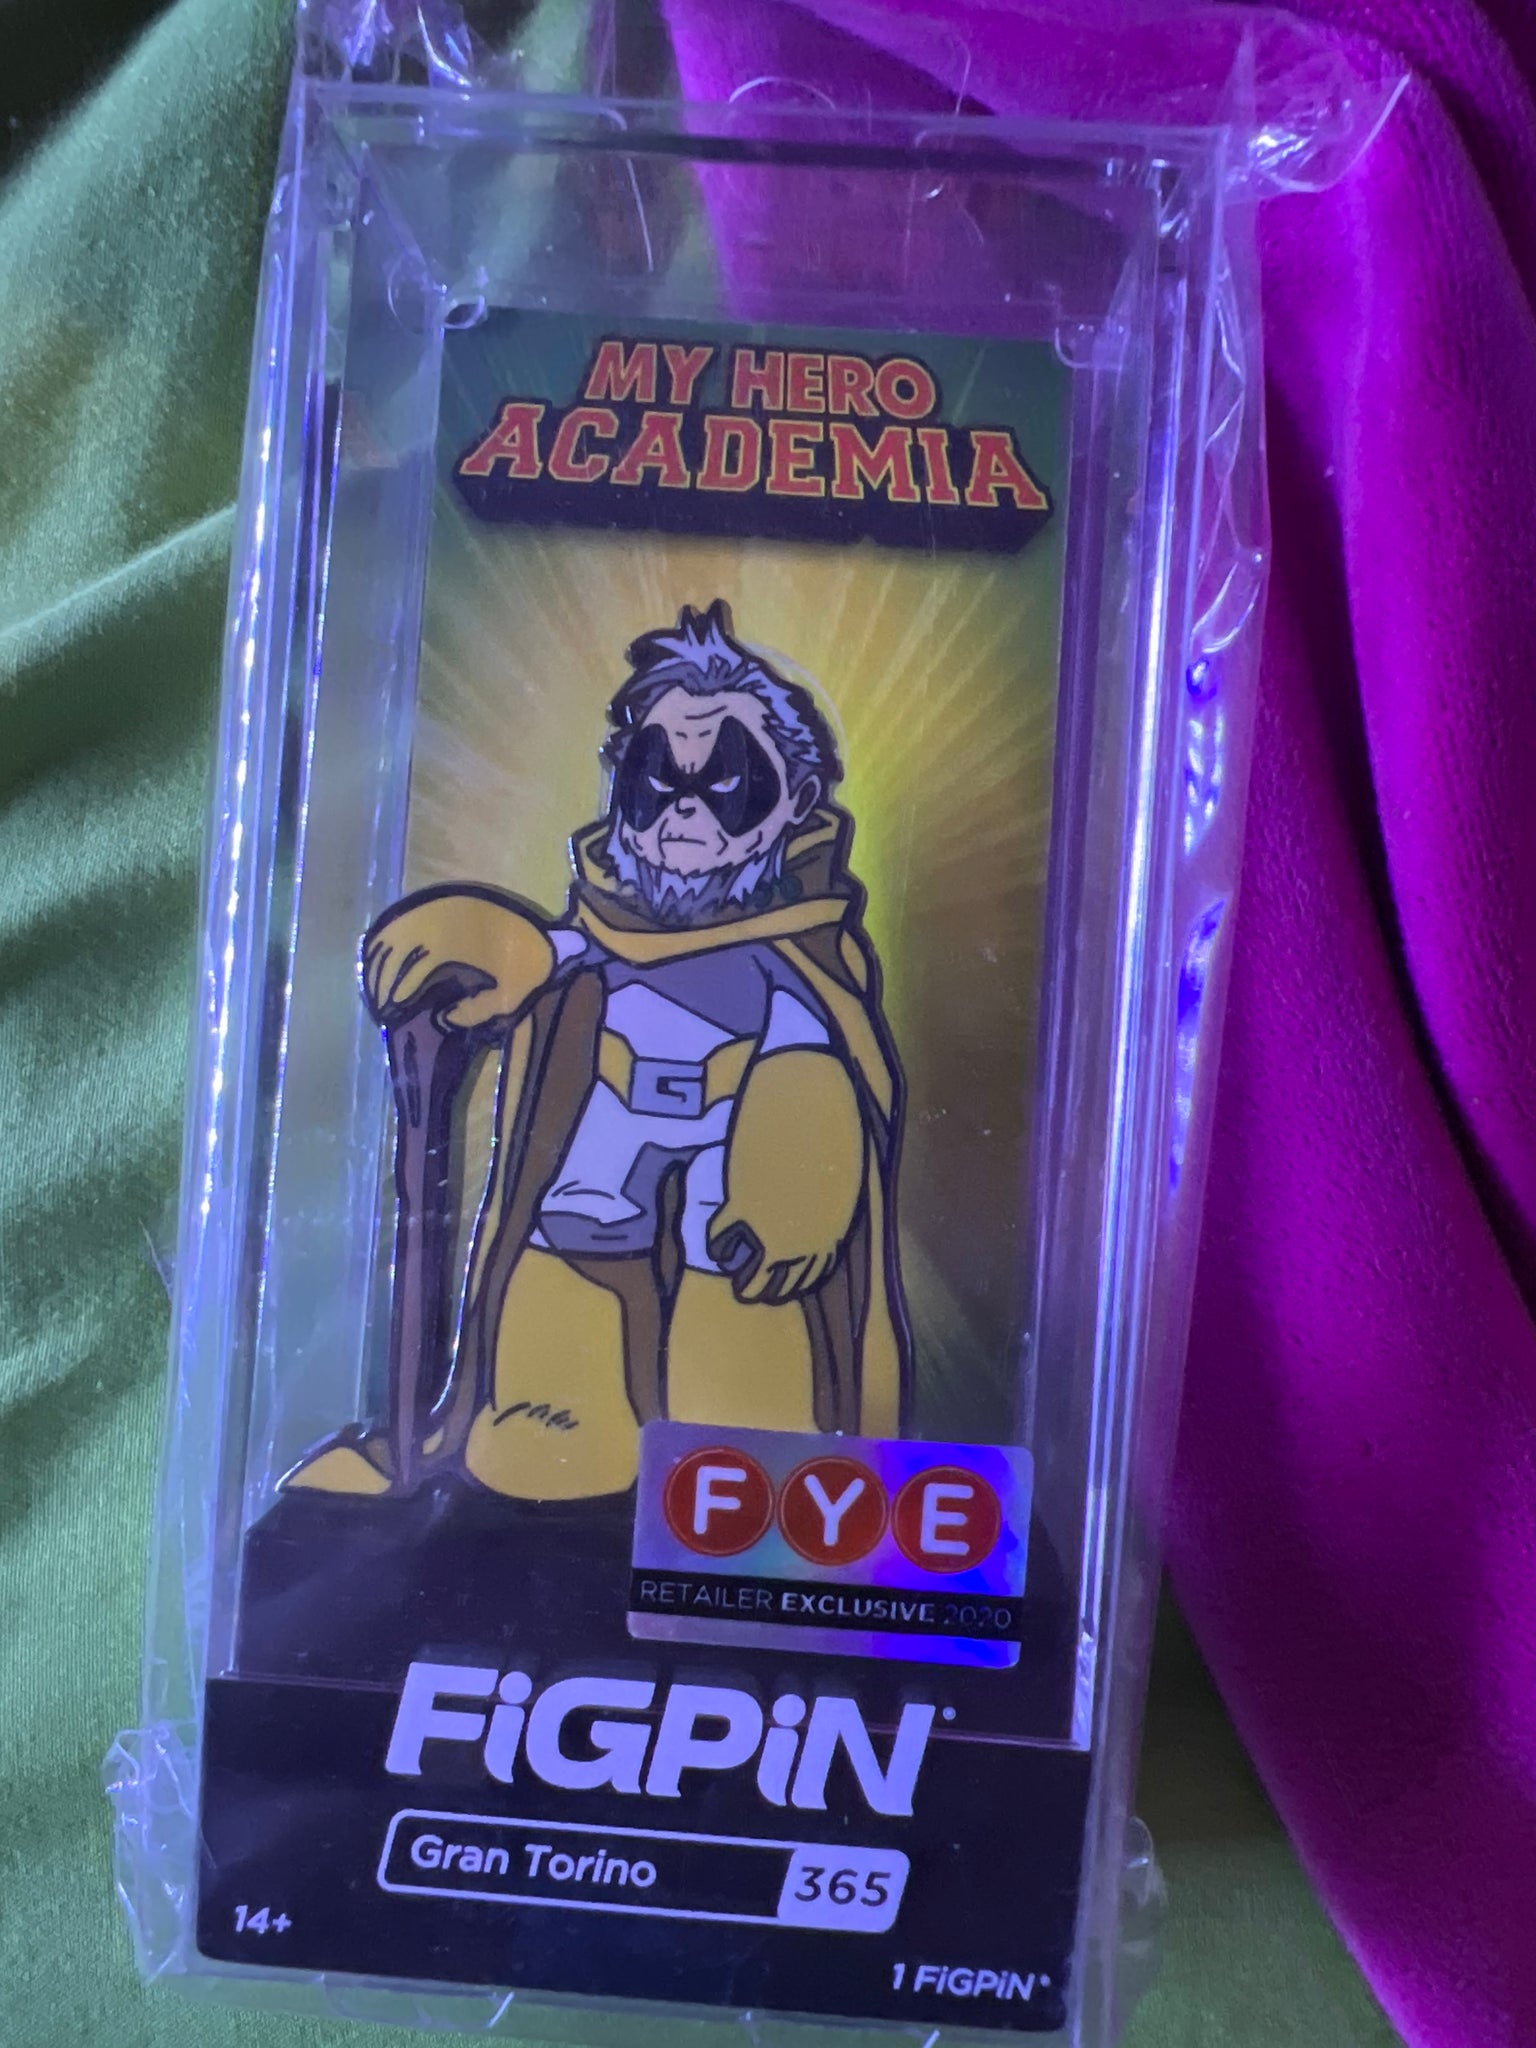 MY HERO
ACADEMIA
G
FYE
RETAILER EXCLUSIVE 2020
FiGPiN®
Gran Torino 365
14+
1 FiGPiN®